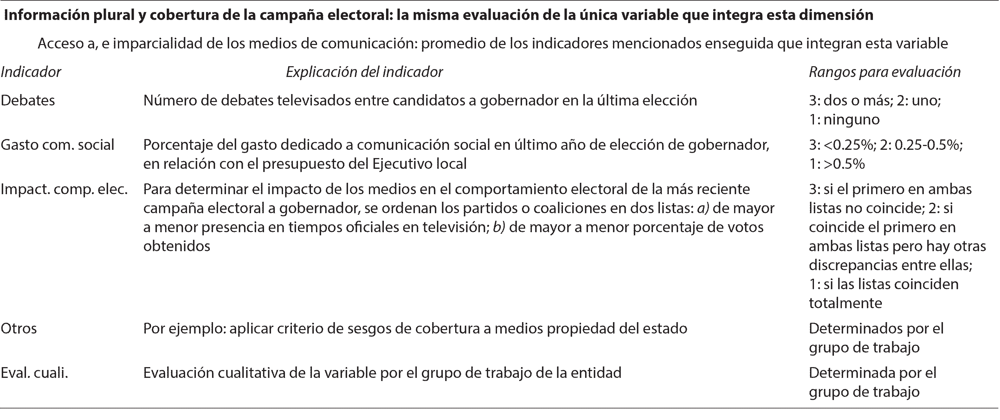 Información plural y cobertura de la campaña electoral: la misma evaluación de la única variable que integra esta dimensión
Acceso a, e imparcialidad de los medios de comunicación: promedio de los indicadores mencionados enseguida que integran esta variable
Indicador Explicación del indicador Rangos para evaluación
Debates Número de debates televisados entre candidatos a gobernador en la última elección 3: dos o más; 2: uno;
1: ninguno
Gasto com. social Porcentaje del gasto dedicado a comunicación social en último año de elección de gobernador, 3: <0.25%; 2: 0.25-0.5%;
en relación con el presupuesto del Ejecutivo local 1: >0.5%
Impact. comp. elec. Para determinar el impacto de los medios en el comportamiento electoral de la más reciente 3: si el primero en ambas
campaña electoral a gobernador, se ordenan los partidos o coaliciones en dos listas: a) de mayor listas no coincide; 2: si
a menor presencia en tiempos oficiales en televisión; b) de mayor a menor porcentaje de votos coincide el primero en
obtenidos ambas listas pero hay otras
discrepancias entre ellas;
1: si las listas coinciden
totalmente
Otros Por ejemplo: aplicar criterio de sesgos de cobertura a medios propiedad del estado Determinados por el
grupo de trabajo
Eval. cuali. Evaluación cualitativa de la variable por el grupo de trabajo de la entidad Determinada por el
grupo de trabajo